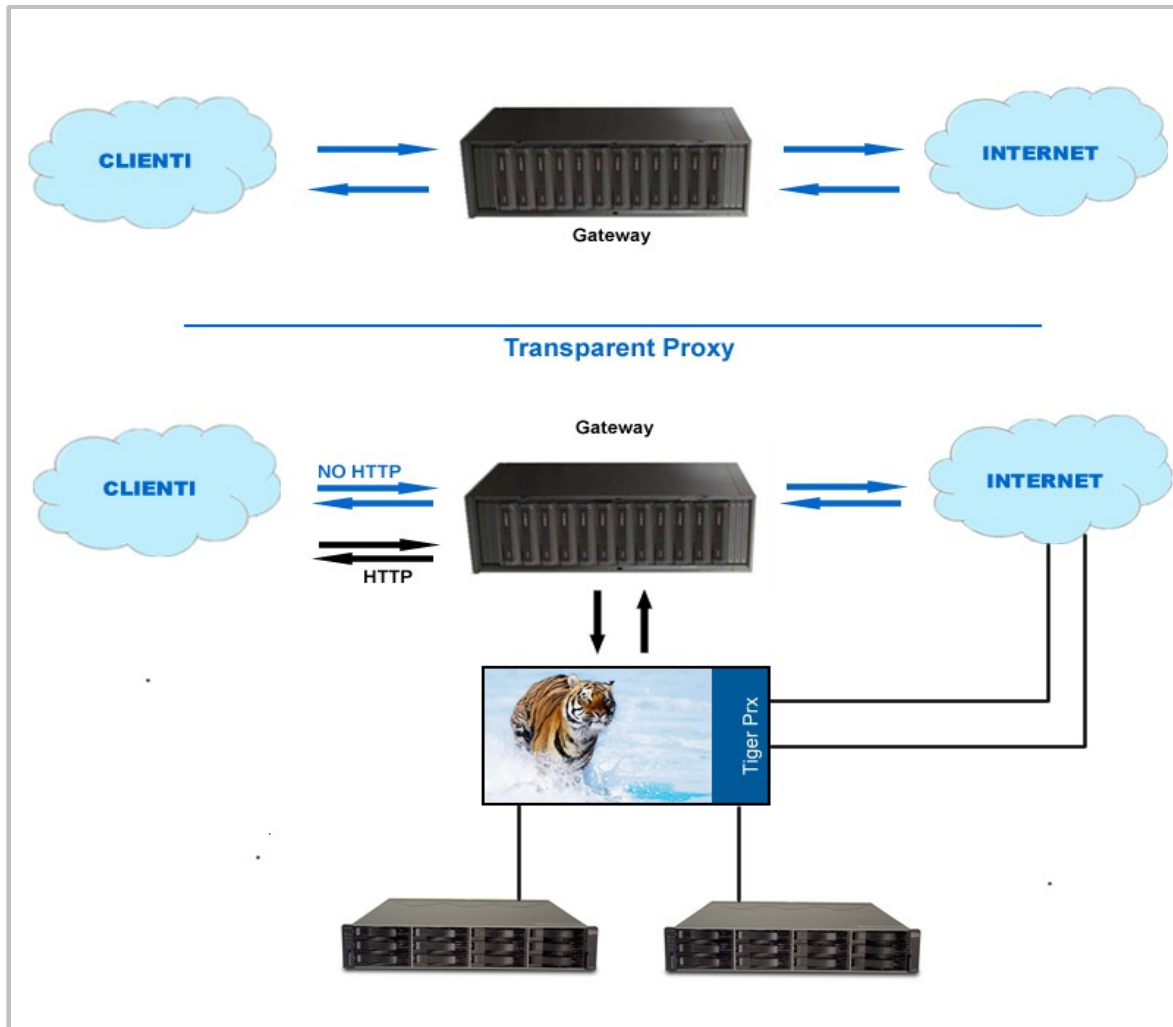 CLIENTI
INTERNET
Gateway
Transparent Proxy
Gateway
CLIENTI
NO HTTP
INTERNET
HTTP
Tiger Prx